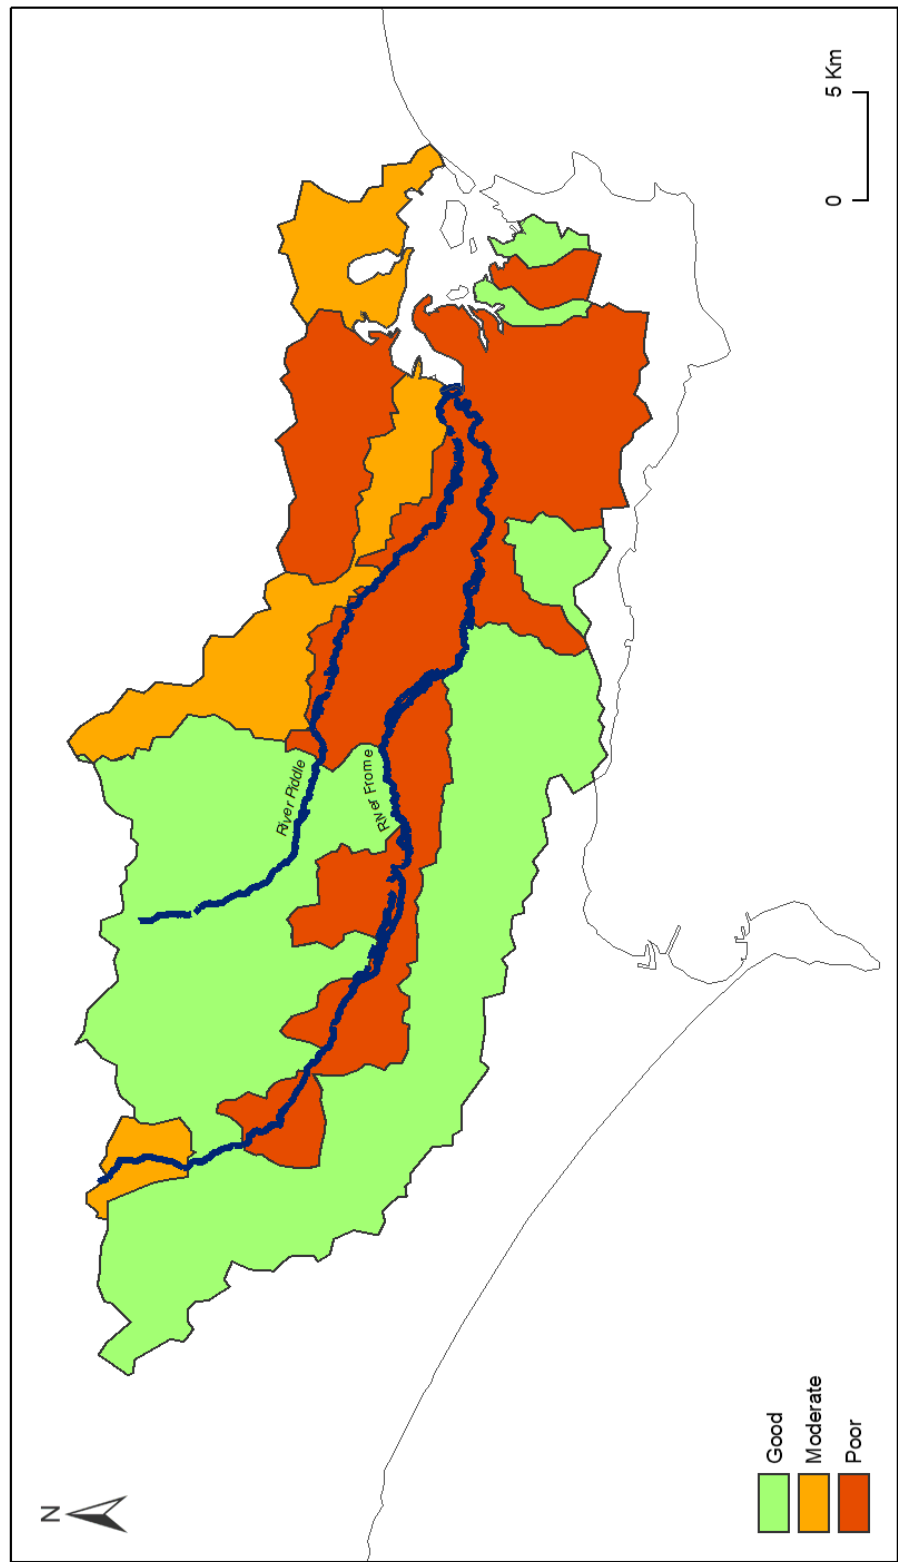 N
River Piddle
River Frome
Good
Moderate
Poor
0 5 Km